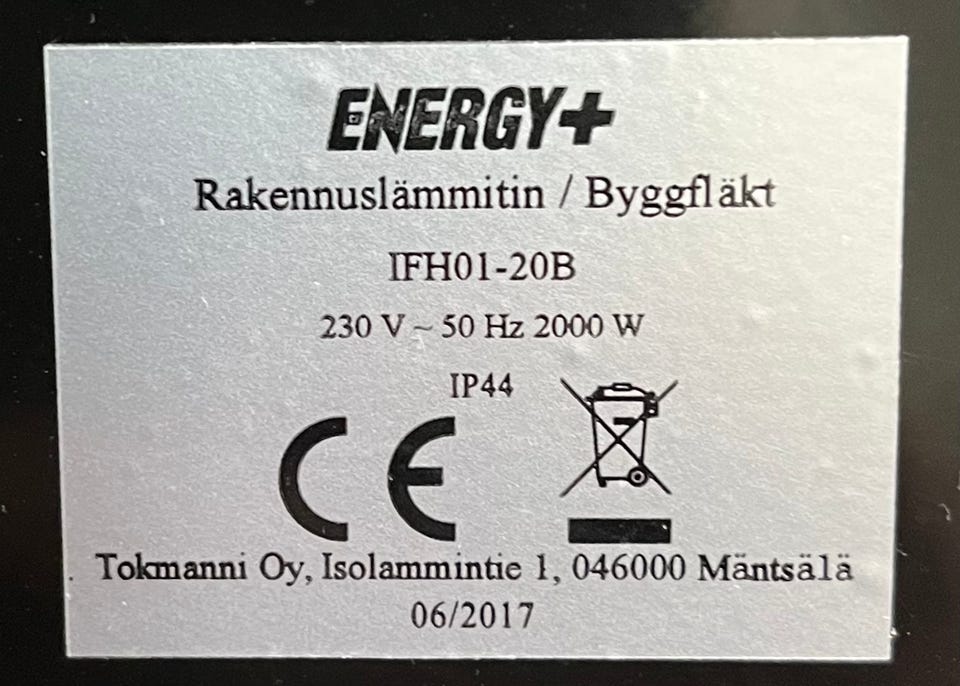 ENERGY+
Rakennuslämmitin / Byggfläkt
IFH01-20B
230 V ~ 50 Hz 2000 W
IP44
CE
Tokmanni Oy, Isolammintie 1, 046000 Mäntsälä
06/2017